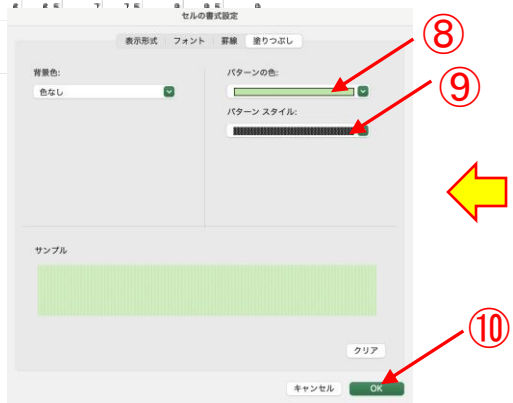 セルの書式設定
表示形式 フォント 罫線 塗りつぶし
⑧
背景色:
パターンの色:
色なし
⑨
パターン スタイル:
サンプル
⑩
クリア
キャンセル OK